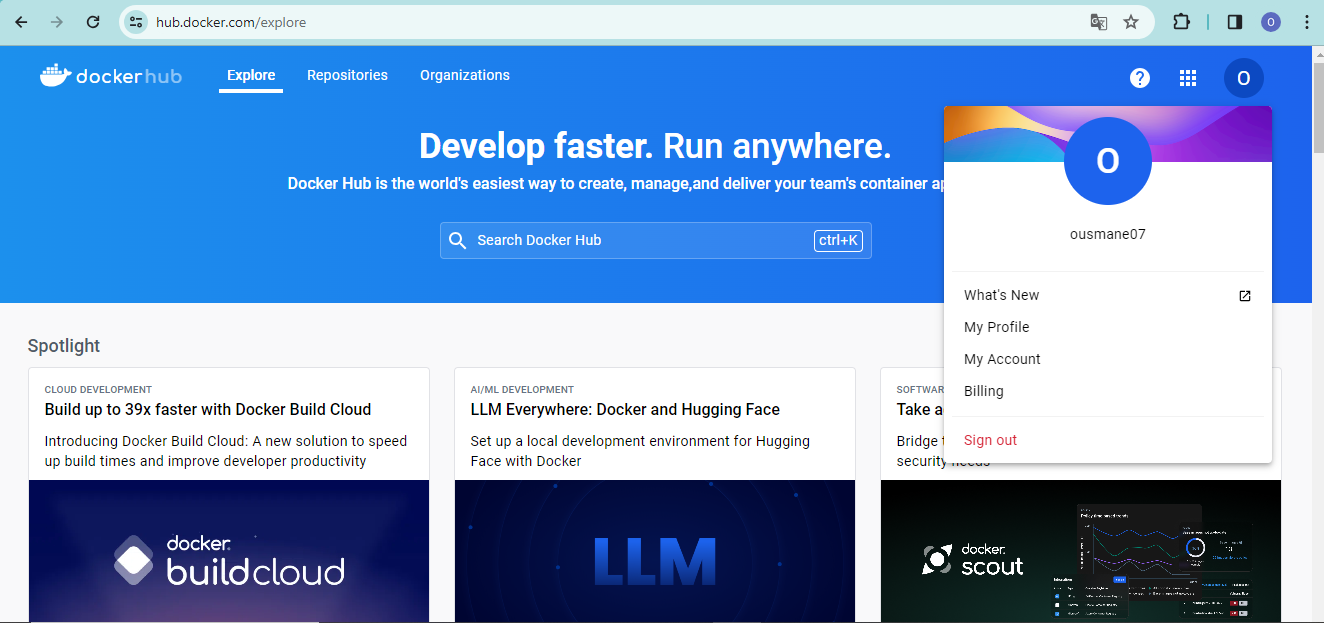 hub.docker.com/explore
O
docker hub
Explore
Repositories
Organizations
?
O
Develop faster. Run anywhere.
Docker Hub is the world's easiest way to create, manage,and deliver your team's container ap
Search Docker Hub
ctrl+K
O
ousmane07
What's New
My Profile
My Account
Billing
Sign out
Spotlight
CLOUD DEVELOPMENT
Build up to 39x faster with Docker Build Cloud
Introducing Docker Build Cloud: A new solution to speed
up build times and improve developer productivity
docker
buildcloud
AI/ML DEVELOPMENT
LLM Everywhere: Docker and Hugging Face
Set up a local development environment for Hugging
Face with Docker
LLM
SOFTWAR
Take a
Bridge t
security needs
docker
scout
Policy time based trends